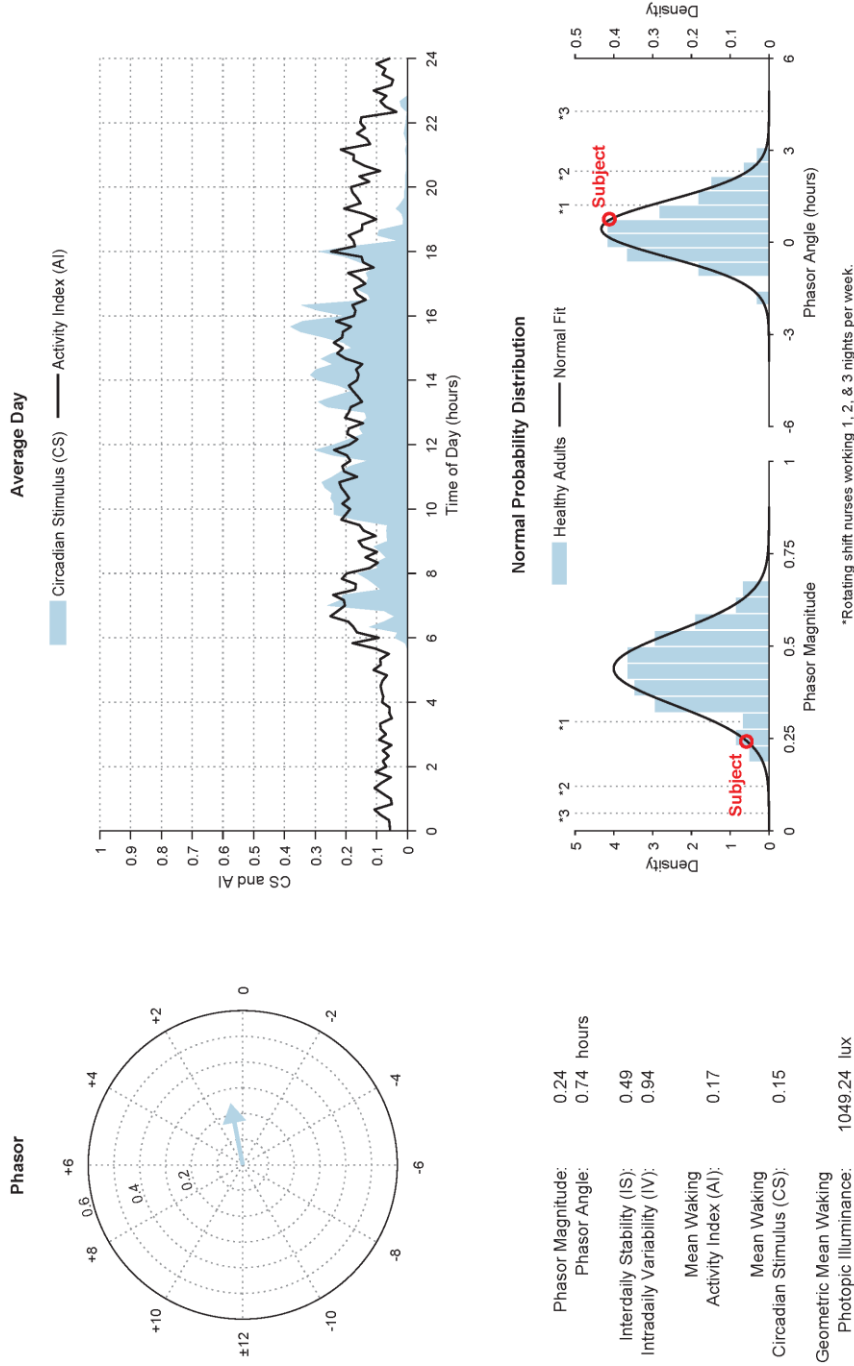 Phasor
0
+2
+4
+6
+8
+10
±12
-10
-8
-6
-4
-2
0.2
0.4
0.6
Average Day
Circadian Stimulus (CS)
Activity Index (AI)
CS and AI
1
0.9
0.8
0.7
0.6
0.5
0.4
0.3
0.2
0.1
0
0 2 4 6 8 10 12 14 16 18 20 22 24
Time of Day (hours)
Phasor Magnitude: 0.24
Phasor Angle: 0.74 hours
Interdaily Stability (IS): 0.49
Intradaily Variability (IV): 0.94
Mean Waking
Activity Index (AI): 0.17
Mean Waking
Circadian Stimulus (CS): 0.15
Geometric Mean Waking
Photopic Illuminance: 1049.24 lux
Normal Probability Distribution
Healthy Adults
Normal Fit
Density
5
4
3
2
1
0
*3 *2 *1
Subject
0 0.25 0.5 0.75 1
Phasor Magnitude
*1 *2 *3
Subject
-6 -3 0 3 6
Phasor Angle (hours)
0.5
0.4
0.3
0.2
0.1
0
Density
*Rotating shift nurses working 1, 2, & 3 nights per week.